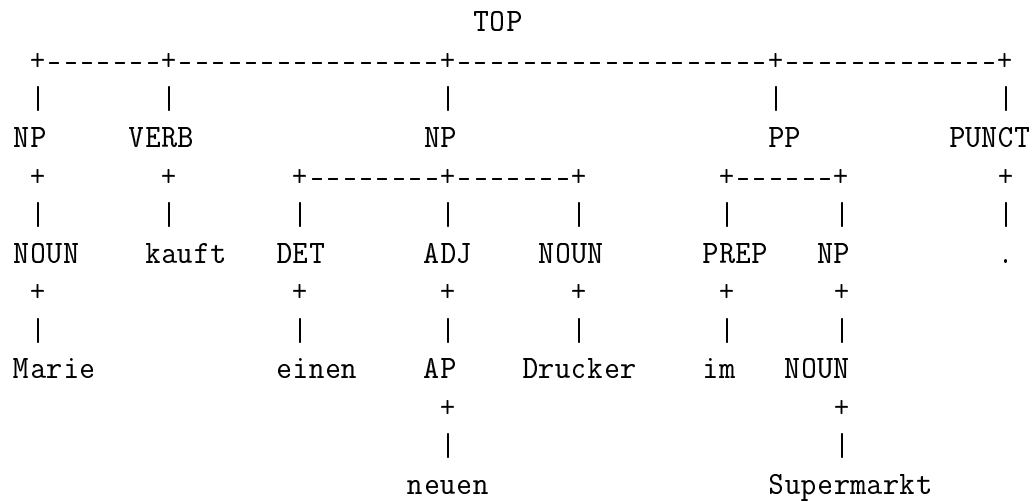 TOP
+-------+----------------+-------------------+-------------+
| | | | |
NP VERB NP PP PUNCT
+ + +--------+-------+ +------+ +
| | | | | | | |
NOUN kauft DET ADJ NOUN PREP NP .
+ + + + + +
| | | | | |
Marie einen AP Drucker im NOUN
+ +
| |
neuen Supermarkt